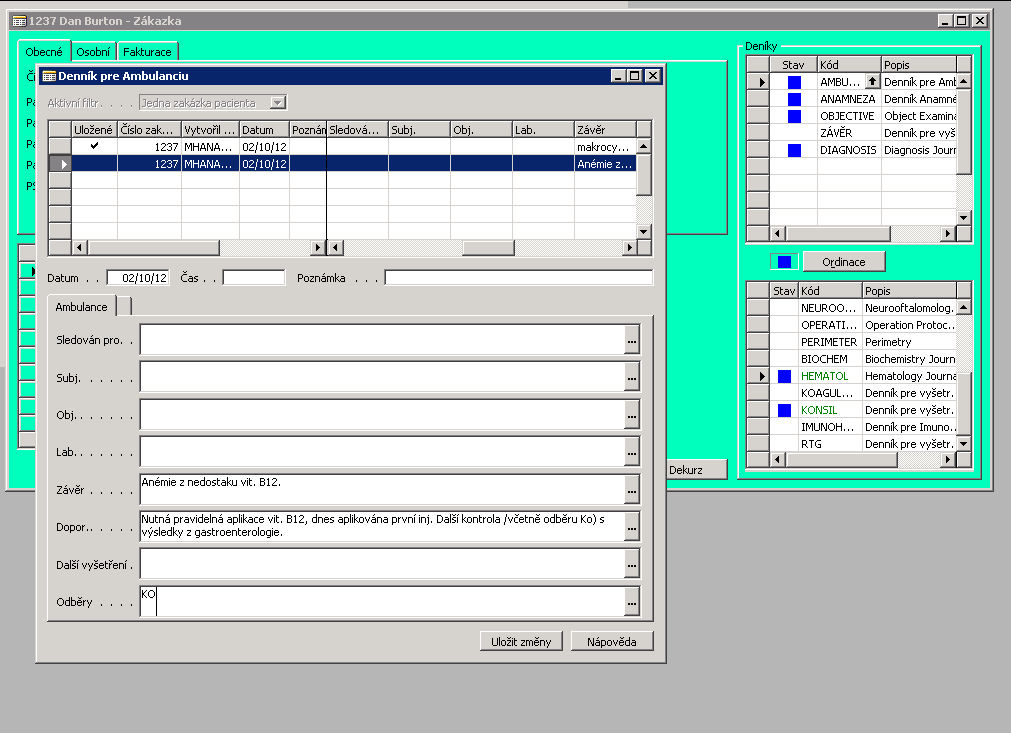 1237 Dan Burton - Zákazka
Obecné Osobní Fakturace
Denník pre Ambulanciu
Aktivní filtr . . . . Jedna zakázka pacienta
Uložené Číslo zak... Vytvořil ... Datum Poznán Sledová... Subj. Obj. Lab. Závěr
1237 MHANA... 02/10/12 makrocy...
1237 MHANA... 02/10/12 Anémie z...
Datum . . 02/10/12 Čas . . Poznámka . . .
Ambulance
Sledován pro. .
Subj. . . . . . .
Obj. . . . . . .
Lab. . . . . . .
Závěr . . . . . Anémie z nedostaku vit. B12.
Dopor.. . . . . Nutná pravidelná aplikace vit. B12, dnes aplikována první inj. Další kontrola /včetně odběru Ko) s
výsledky z gastroenterologie.
Další vyšetření .
Odběry . . . . KO
Uložit změny Nápověda
Dekurz
Deníky
Stav Kód Popis
AMBU... Denník pre Amb
ANAMNEZA Denník Anamné
OBJECTIVE Object Examina
ZÁVĚR Denník pre vyš
DIAGNOSIS Diagnosis Jourr
Ordinace
Stav Kód Popis
NEUROO... Neurooftalomolog.
OPERATI... Operation Protoc..
PERIMETER Perimetry
BIOCHEM Biochemistry Journ
HEMATOL Hematology Journa
KOAGUL... Denník pre vyšetr.
KONSIL Denník pre vyšetr.
IMUNOH... Denník pre Imuno..
RTG Denník pre vyšetr.